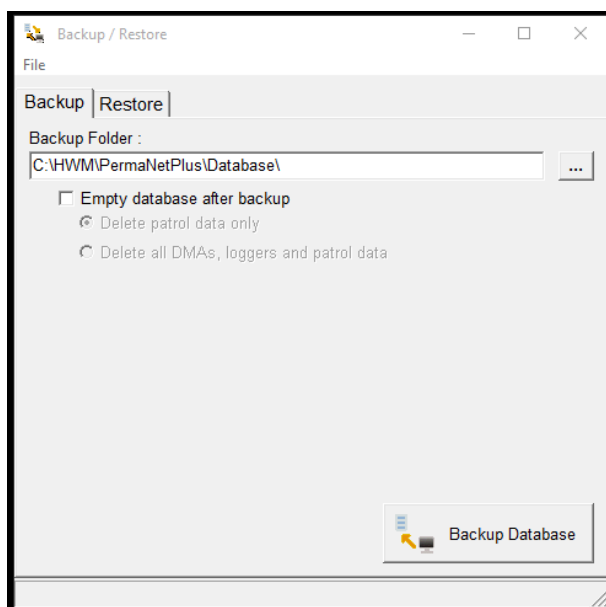 Backup / Restore
File
Backup Restore
Backup Folder :
C:\HWM\PermaNetPlus\Database\ ...
Empty database after backup
Delete patrol data only
Delete all DMAs, loggers and patrol data
Backup Database